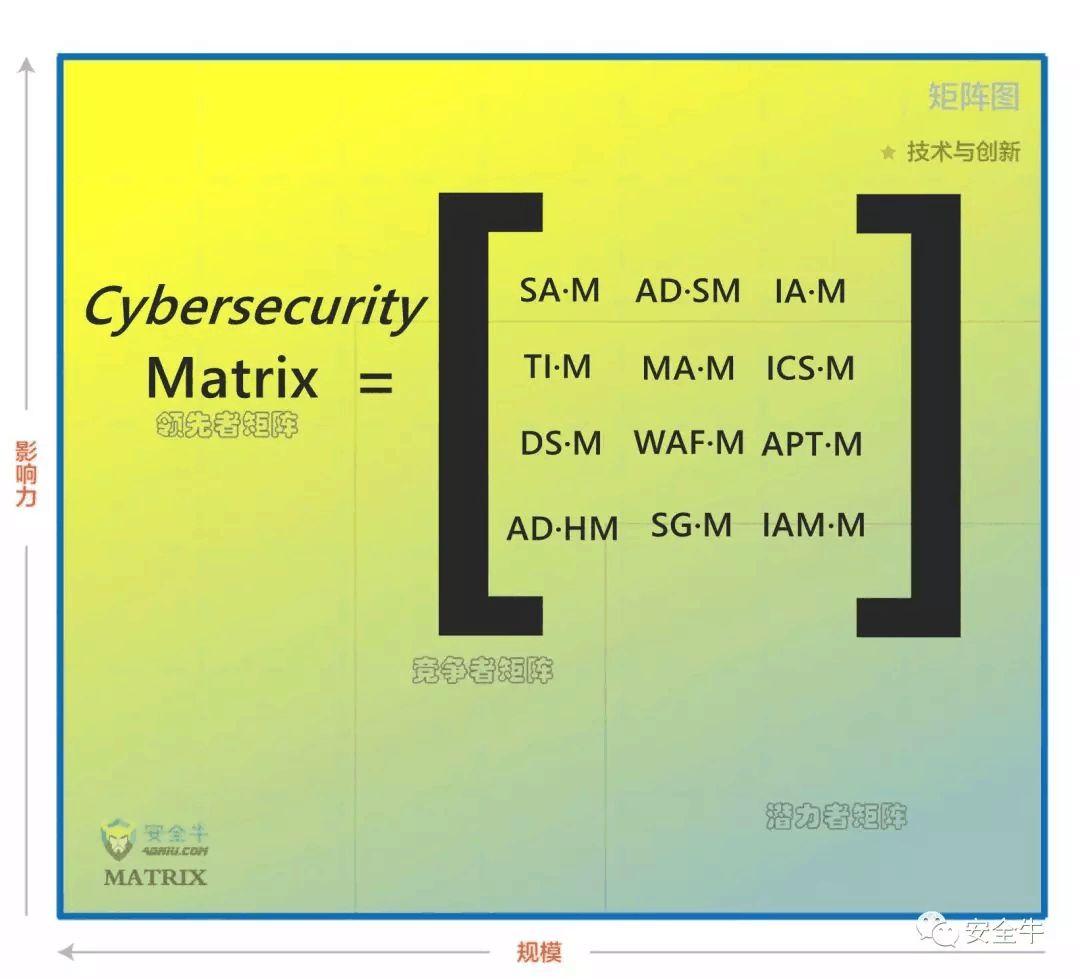 矩阵图
★ 技术与创新
Cybersecurity
Matrix =
领先者矩阵
SA·M AD·SM IA·M
TI·M MA·M ICS·M
DS·M WAF·M APT·M
AD·HM SG·M IAM·M
影响力
竞争者矩阵
潜力者矩阵
安全牛
AQNIU.COM
MATRIX
安全牛
规模